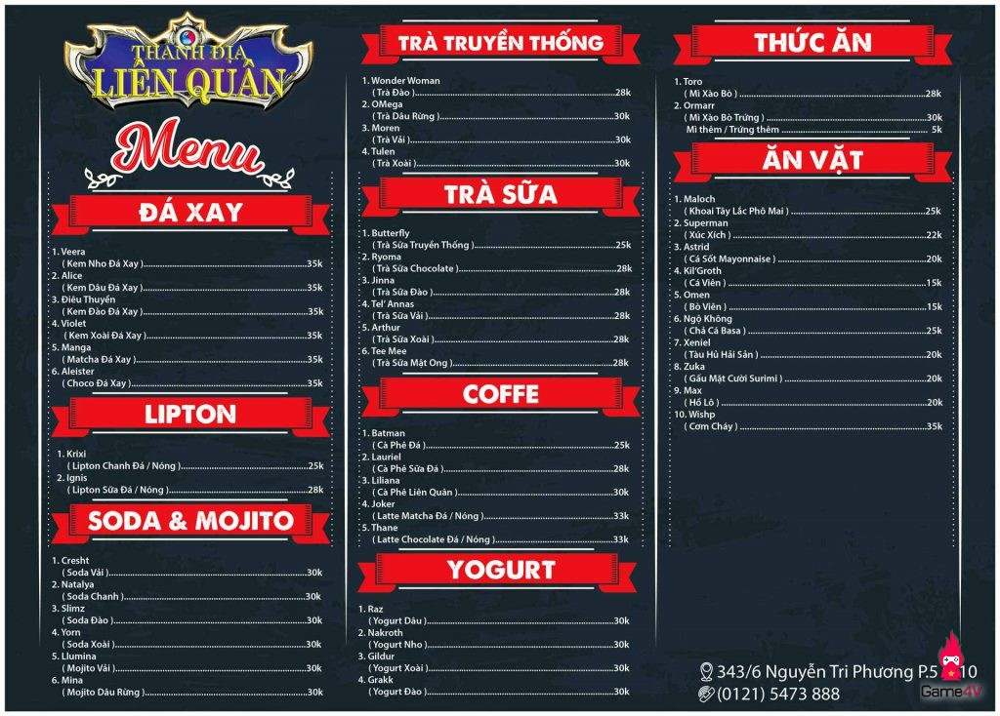 THÁNH ĐỊA
LIÊN QUÂN
Menu
ĐÁ XAY
1. Veera
( Kem Nho Đá Xay )...35k
2. Alice
( Kem Dâu Đá Xay )...35k
3. Điêu Thuyền
( Kem Đào Đá Xay )...35k
4. Violet
( Kem Xoài Đá Xay )...35k
5. Manga
( Matcha Đá Xay )...35k
6. Aleister
( Choco Đá Xay )...35k
LIPTON
1. Krixi
( Lipton Chanh Đá / Nóng )...25k
2. Ignis
( Lipton Sữa Đá / Nóng )...28k
SODA & MOJITO
1. Cresht
( Soda Vải )...30k
2. Natalya
( Soda Chanh )...30k
3. Slimz
( Soda Đào )...30k
4. Yorn
( Soda Xoài )...30k
5. Llumina
( Mojito Vải )...30k
6. Mina
( Mojito Dâu Rừng )...30k
TRÀ TRUYỀN THỐNG
1. Wonder Woman
( Trà Đào )...28k
2. OMega
( Trà Dâu Rừng )...30k
3. Moren
( Trà Vải )...30k
4. Tulen
( Trà Xoài )...30k
TRÀ SỮA
1. Butterfly
( Trà Sữa Truyền Thống )...25k
2. Ryoma
( Trà Sữa Chocolate )...28k
3. Jinna
( Trà Sữa Đào )...28k
4. Tel' Annas
( Trà Sữa Vải )...28k
5. Arthur
( Trà Sữa Xoài )...28k
6. Tee Mee
( Trà Sữa Mật Ong )...28k
COFFE
1. Batman
( Cà Phê Đá )...25k
2. Lauriel
( Cà Phê Sữa Đá )...28k
3. Liliana
( Cà Phê Liên Quân )...30k
4. Joker
( Latte Matcha Đá / Nóng )...33k
5. Thane
( Latte Chocolate Đá / Nóng )...33k
YOGURT
1. Raz
( Yogurt Dâu )...30k
2. Nakroth
( Yogurt Nho )...30k
3. Gildur
( Yogurt Xoài )...30k
4. Grakk
( Yogurt Đào )...30k
THỨC ĂN
1. Toro
( Mì Xào Bò )...28k
2. Ormarr
( Mì Xào Bò Trứng )...30k
Mì thêm / Trứng thêm...5k
ĂN VẶT
1. Maloch
( Khoai Tây Lắc Phô Mai )...25k
2. Superman
( Xúc Xích )...22k
3. Astrid
( Cá Sốt Mayonnaise )...20k
4. Kil'Groth
( Cá Viên )...15k
5. Omen
( Bò Viên )...15k
6. Ngộ Không
( Chả Cá Basa )...25k
7. Xeniel
( Tàu Hủ Hải Sản )...20k
8. Zuka
( Gấu Mặt Cười Surimi )...20k
9. Max
( Hồ Lô )...20k
10. Wishp
( Cơm Cháy )...35k
343/6 Nguyễn Tri Phương P.5 10
(0121) 5473 888
Game4V